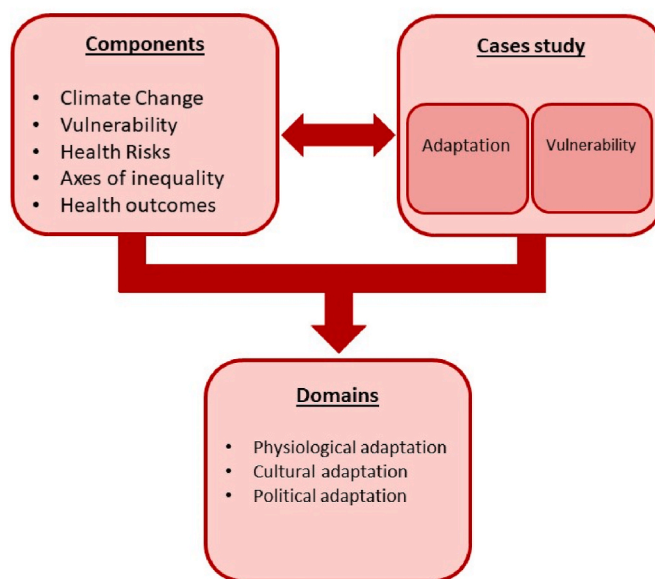 Components
• Climate Change
• Vulnerability
• Health Risks
• Axes of inequality
• Health outcomes
Cases study
Adaptation
Vulnerability
Domains
• Physiological adaptation
• Cultural adaptation
• Political adaptation